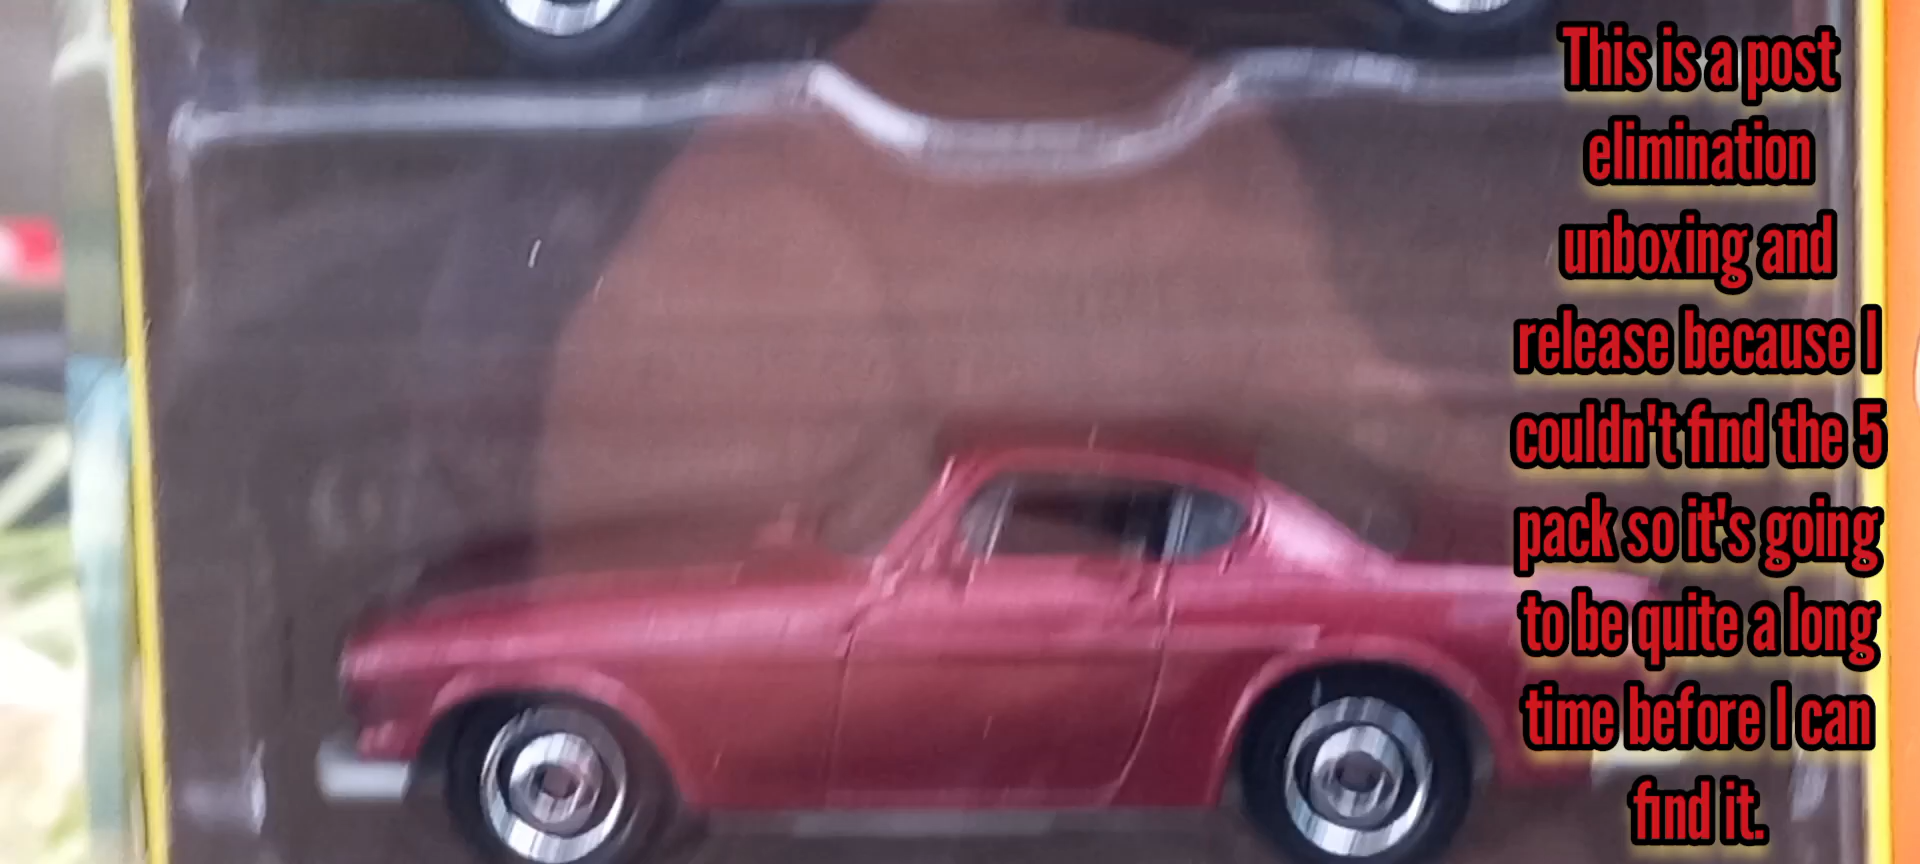 This is a post
elimination
unboxing and
release because I
couldn't find the 5
pack so it's going
to be quite a long
time before I can
find it.